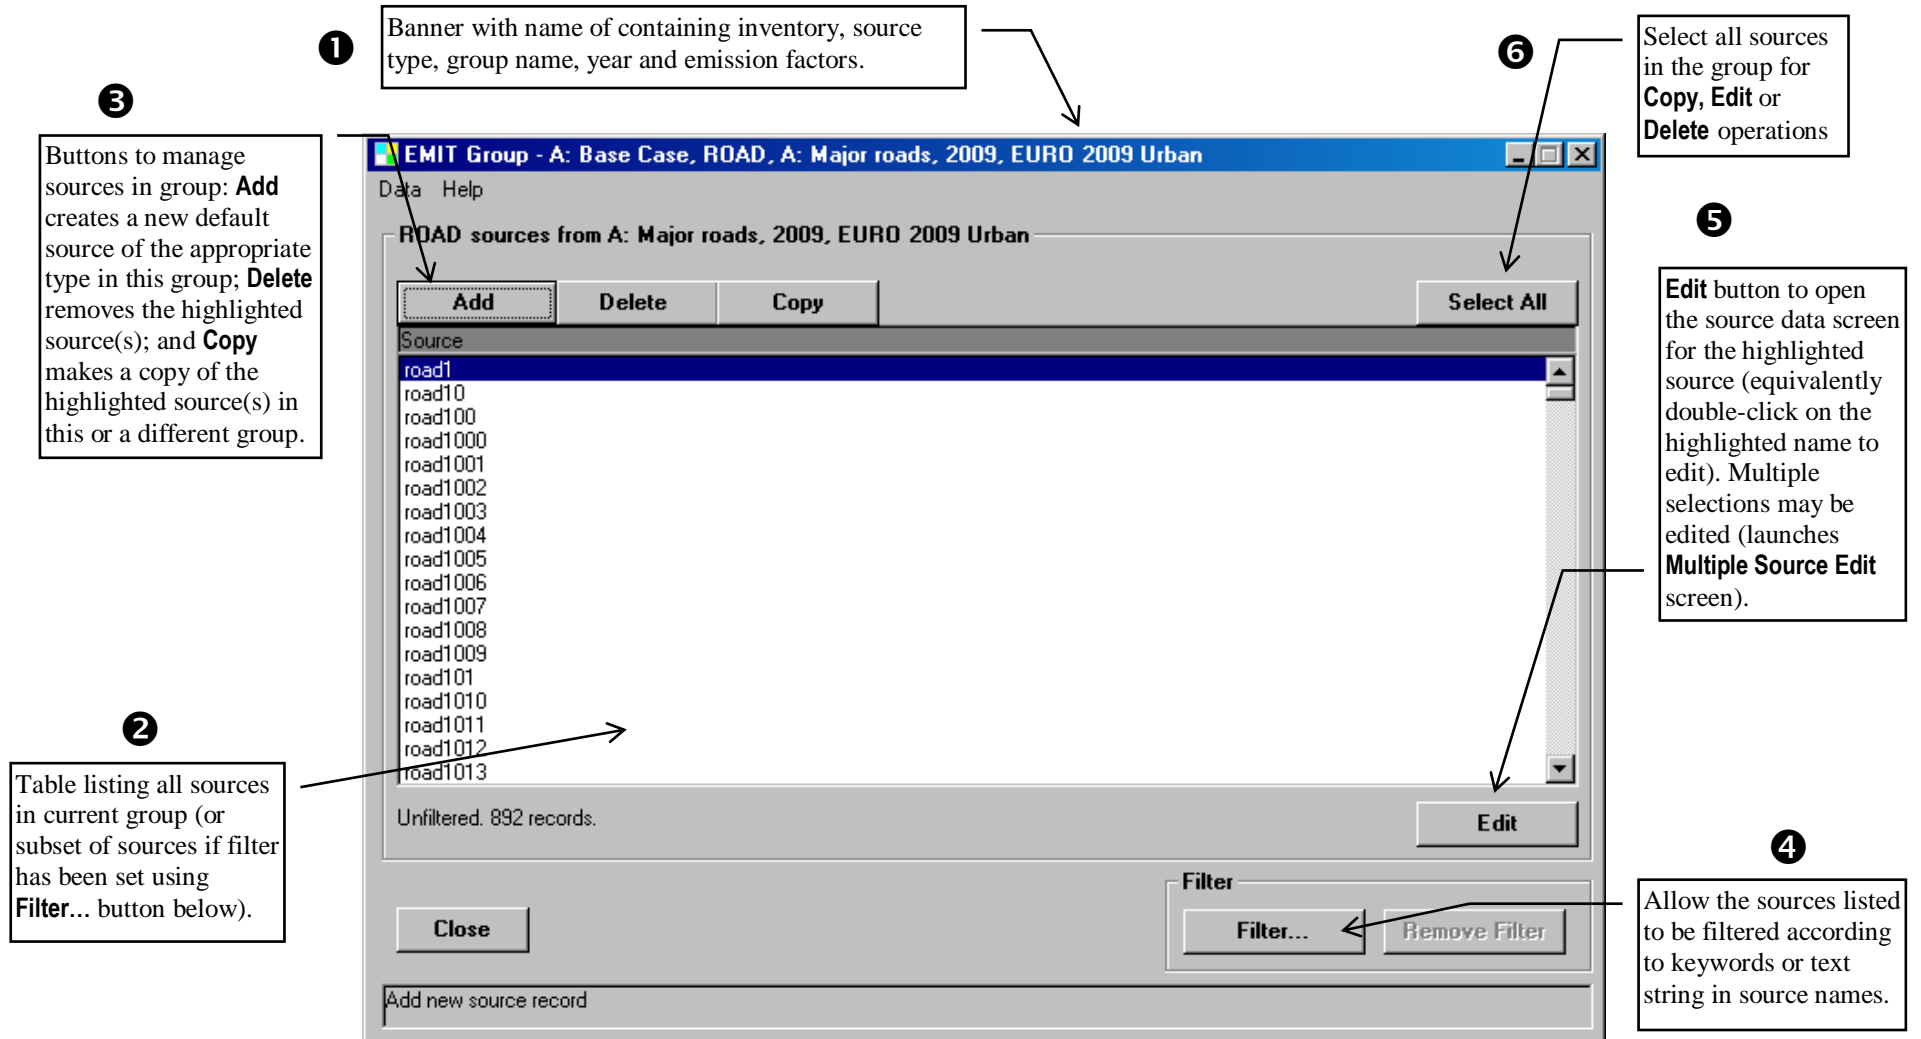 ❶
Banner with name of containing inventory, source
type, group name, year and emission factors.
❻
Select all sources
in the group for
Copy, Edit or
Delete operations
❸
Buttons to manage
sources in group: Add
creates a new default
source of the appropriate
type in this group; Delete
removes the highlighted
source(s); and Copy
makes a copy of the
highlighted source(s) in
this or a different group.
EMIT Group - A: Base Case, ROAD, A: Major roads, 2009, EURO 2009 Urban
Data Help
ROAD sources from A: Major roads, 2009, EURO 2009 Urban
Add Delete Copy Select All
Source
road1
road10
road100
road1000
road1001
road1002
road1003
road1004
road1005
road1006
road1007
road1008
road1009
road101
road1010
road1011
road1012
road1013
Unfiltered. 892 records.
Edit
❺
Edit button to open
the source data screen
for the highlighted
source (equivalently
double-click on the
highlighted name to
edit). Multiple
selections may be
edited (launches
Multiple Source Edit
screen).
❷
Table listing all sources
in current group (or
subset of sources if filter
has been set using
Filter… button below).
Close
Filter
Filter...
Remove Filter
Add new source record
❹
Allow the sources listed
to be filtered according
to keywords or text
string in source names.